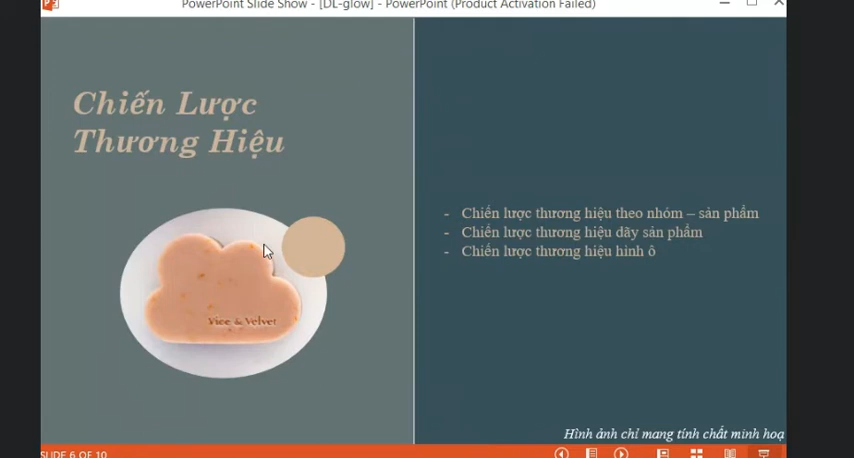 PowerPoint Slide Show - [DL-glow] - PowerPoint (Product Activation Failed)
Chiến Lược
Thương Hiệu
Vice & Velvet
- Chiến lược thương hiệu theo nhóm – sản phẩm
- Chiến lược thương hiệu dãy sản phẩm
- Chiến lược thương hiệu hình ô
Hình ảnh chỉ mang tính chất minh hoạ
SLIDE 6 OF 10